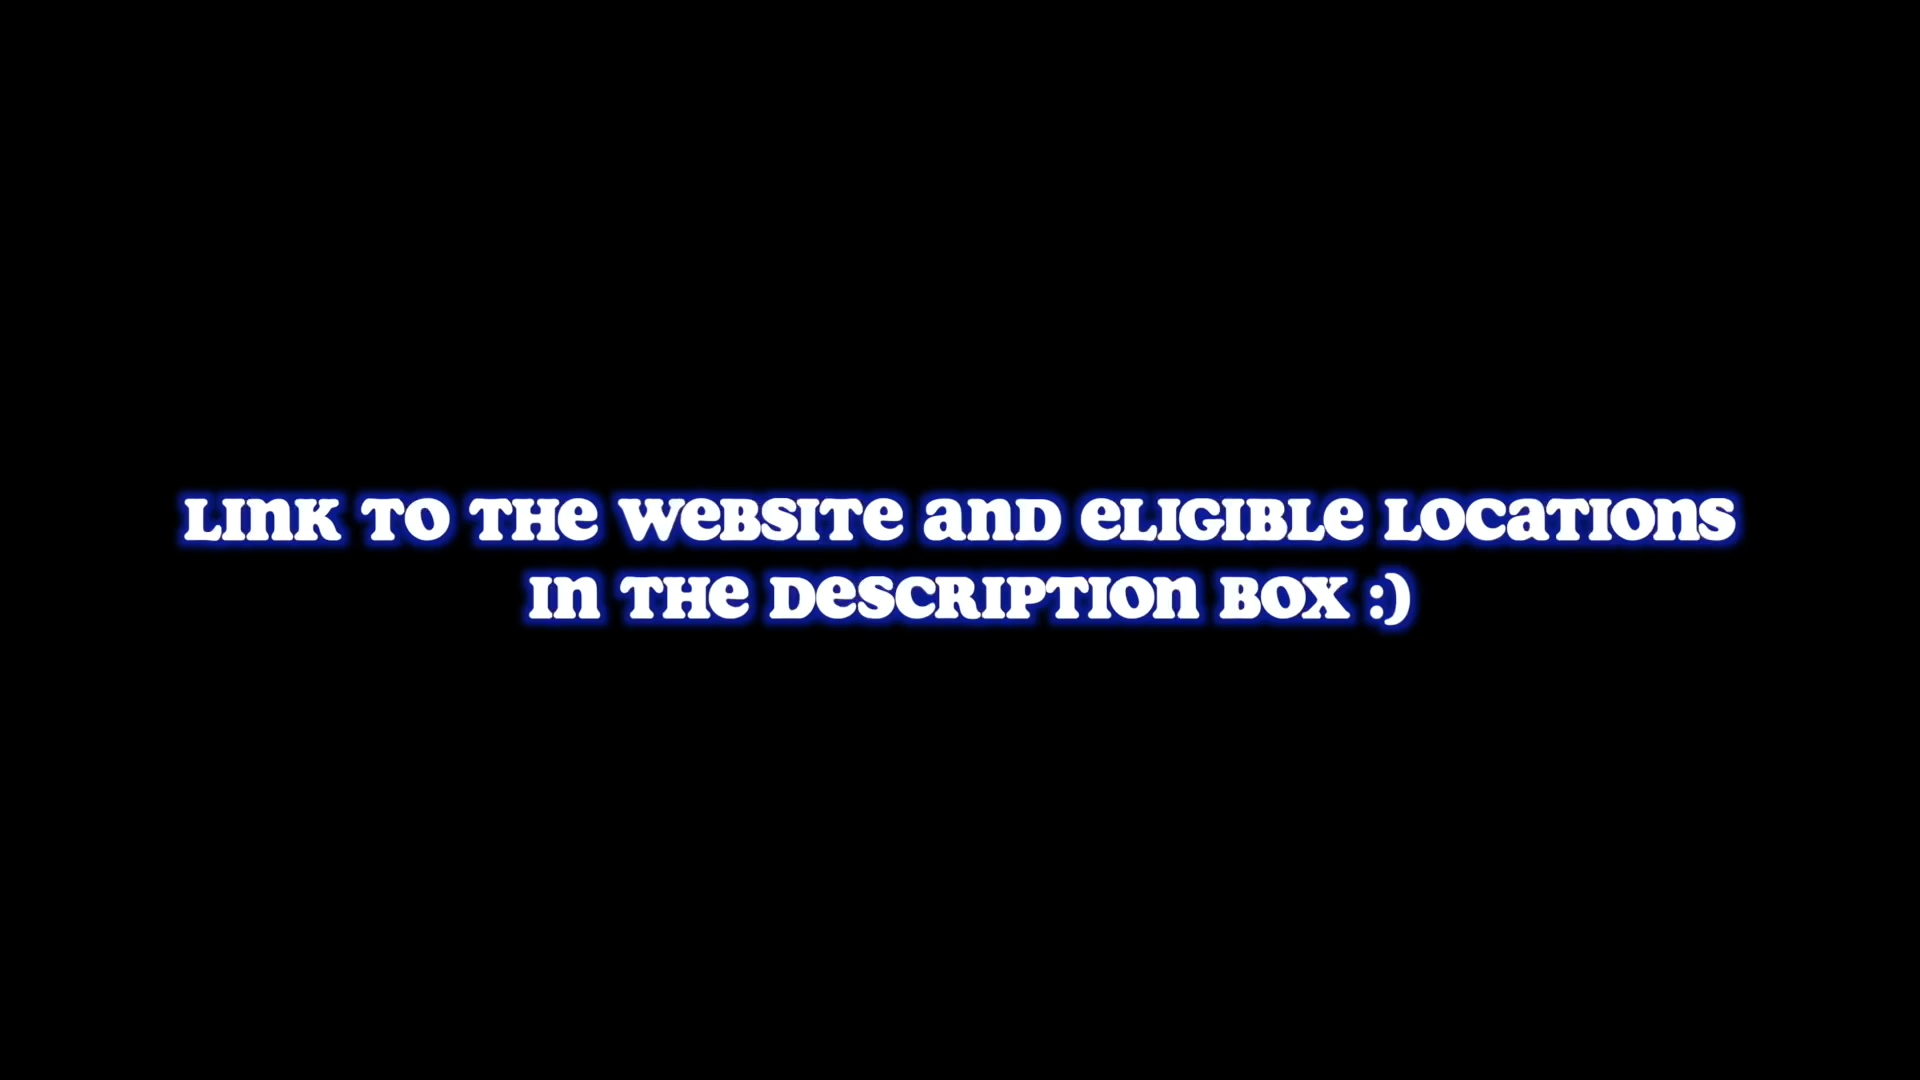 LINK TO THE WEBSITE AND ELIGIBLE LOCATIONS
IN THE DESCRIPTION BOX :)